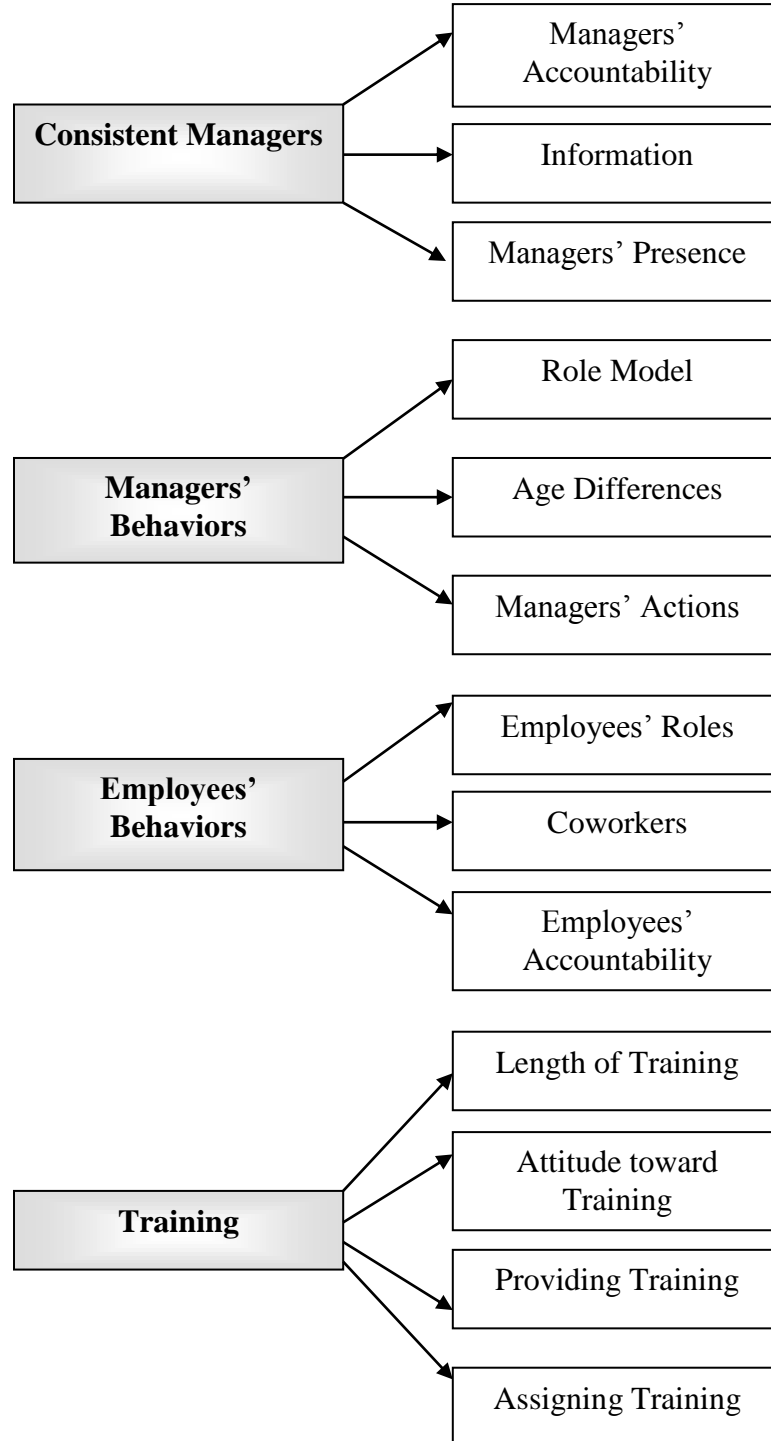 Consistent Managers
Managers’
Accountability
Information
Managers’ Presence
Managers’
Behaviors
Role Model
Age Differences
Managers’ Actions
Employees’
Behaviors
Employees’ Roles
Coworkers
Employees’
Accountability
Training
Length of Training
Attitude toward
Training
Providing Training
Assigning Training